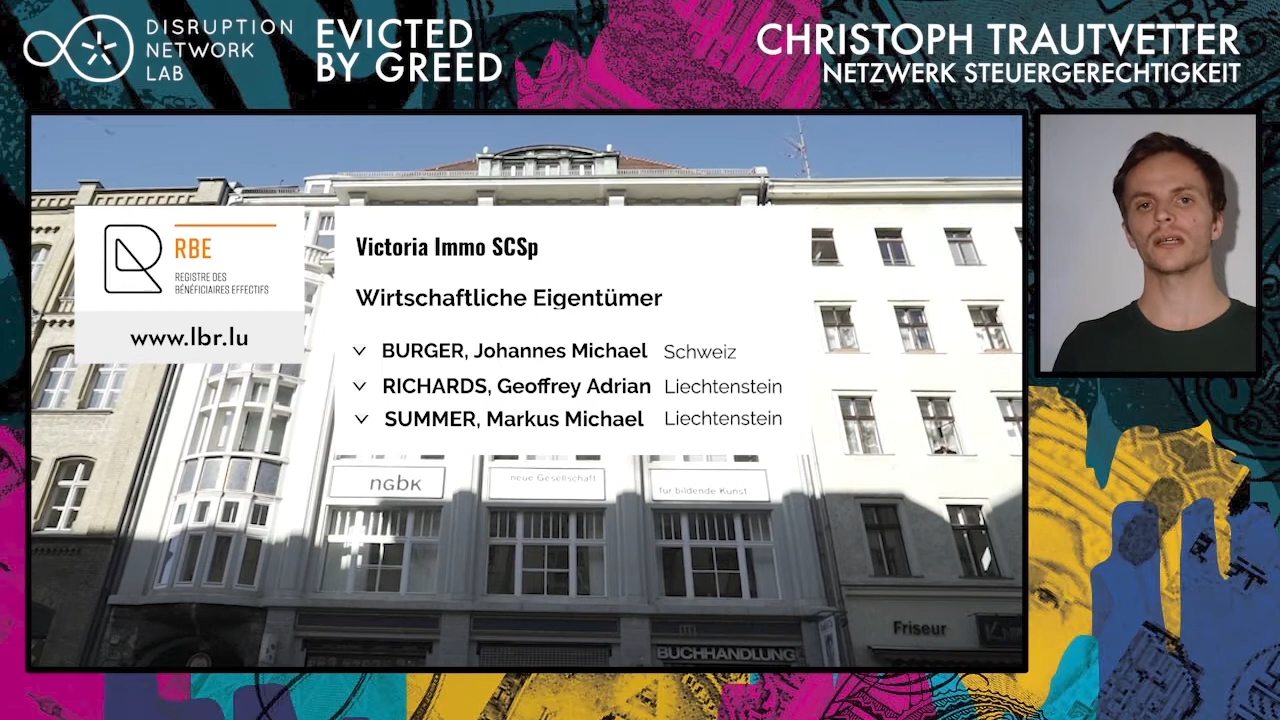 DISRUPTION
NETWORK
LAB
EVICTED
BY GREED
CHRISTOPH TRAUTVETTER
NETZWERK STEUERGERECHTIGKEIT
RBE
REGISTRE DES
BÉNÉFICIAIRES EFFECTIFS
www.lbr.lu
Victoria Immo SCSp
Wirtschaftliche Eigentümer
BURGER, Johannes Michael Schweiz
RICHARDS, Geoffrey Adrian Liechtenstein
SUMMER, Markus Michael Liechtenstein
ngbk
neue Gesellschaft
für bildende Kunst
Friseur
BUCHHANDLUNG